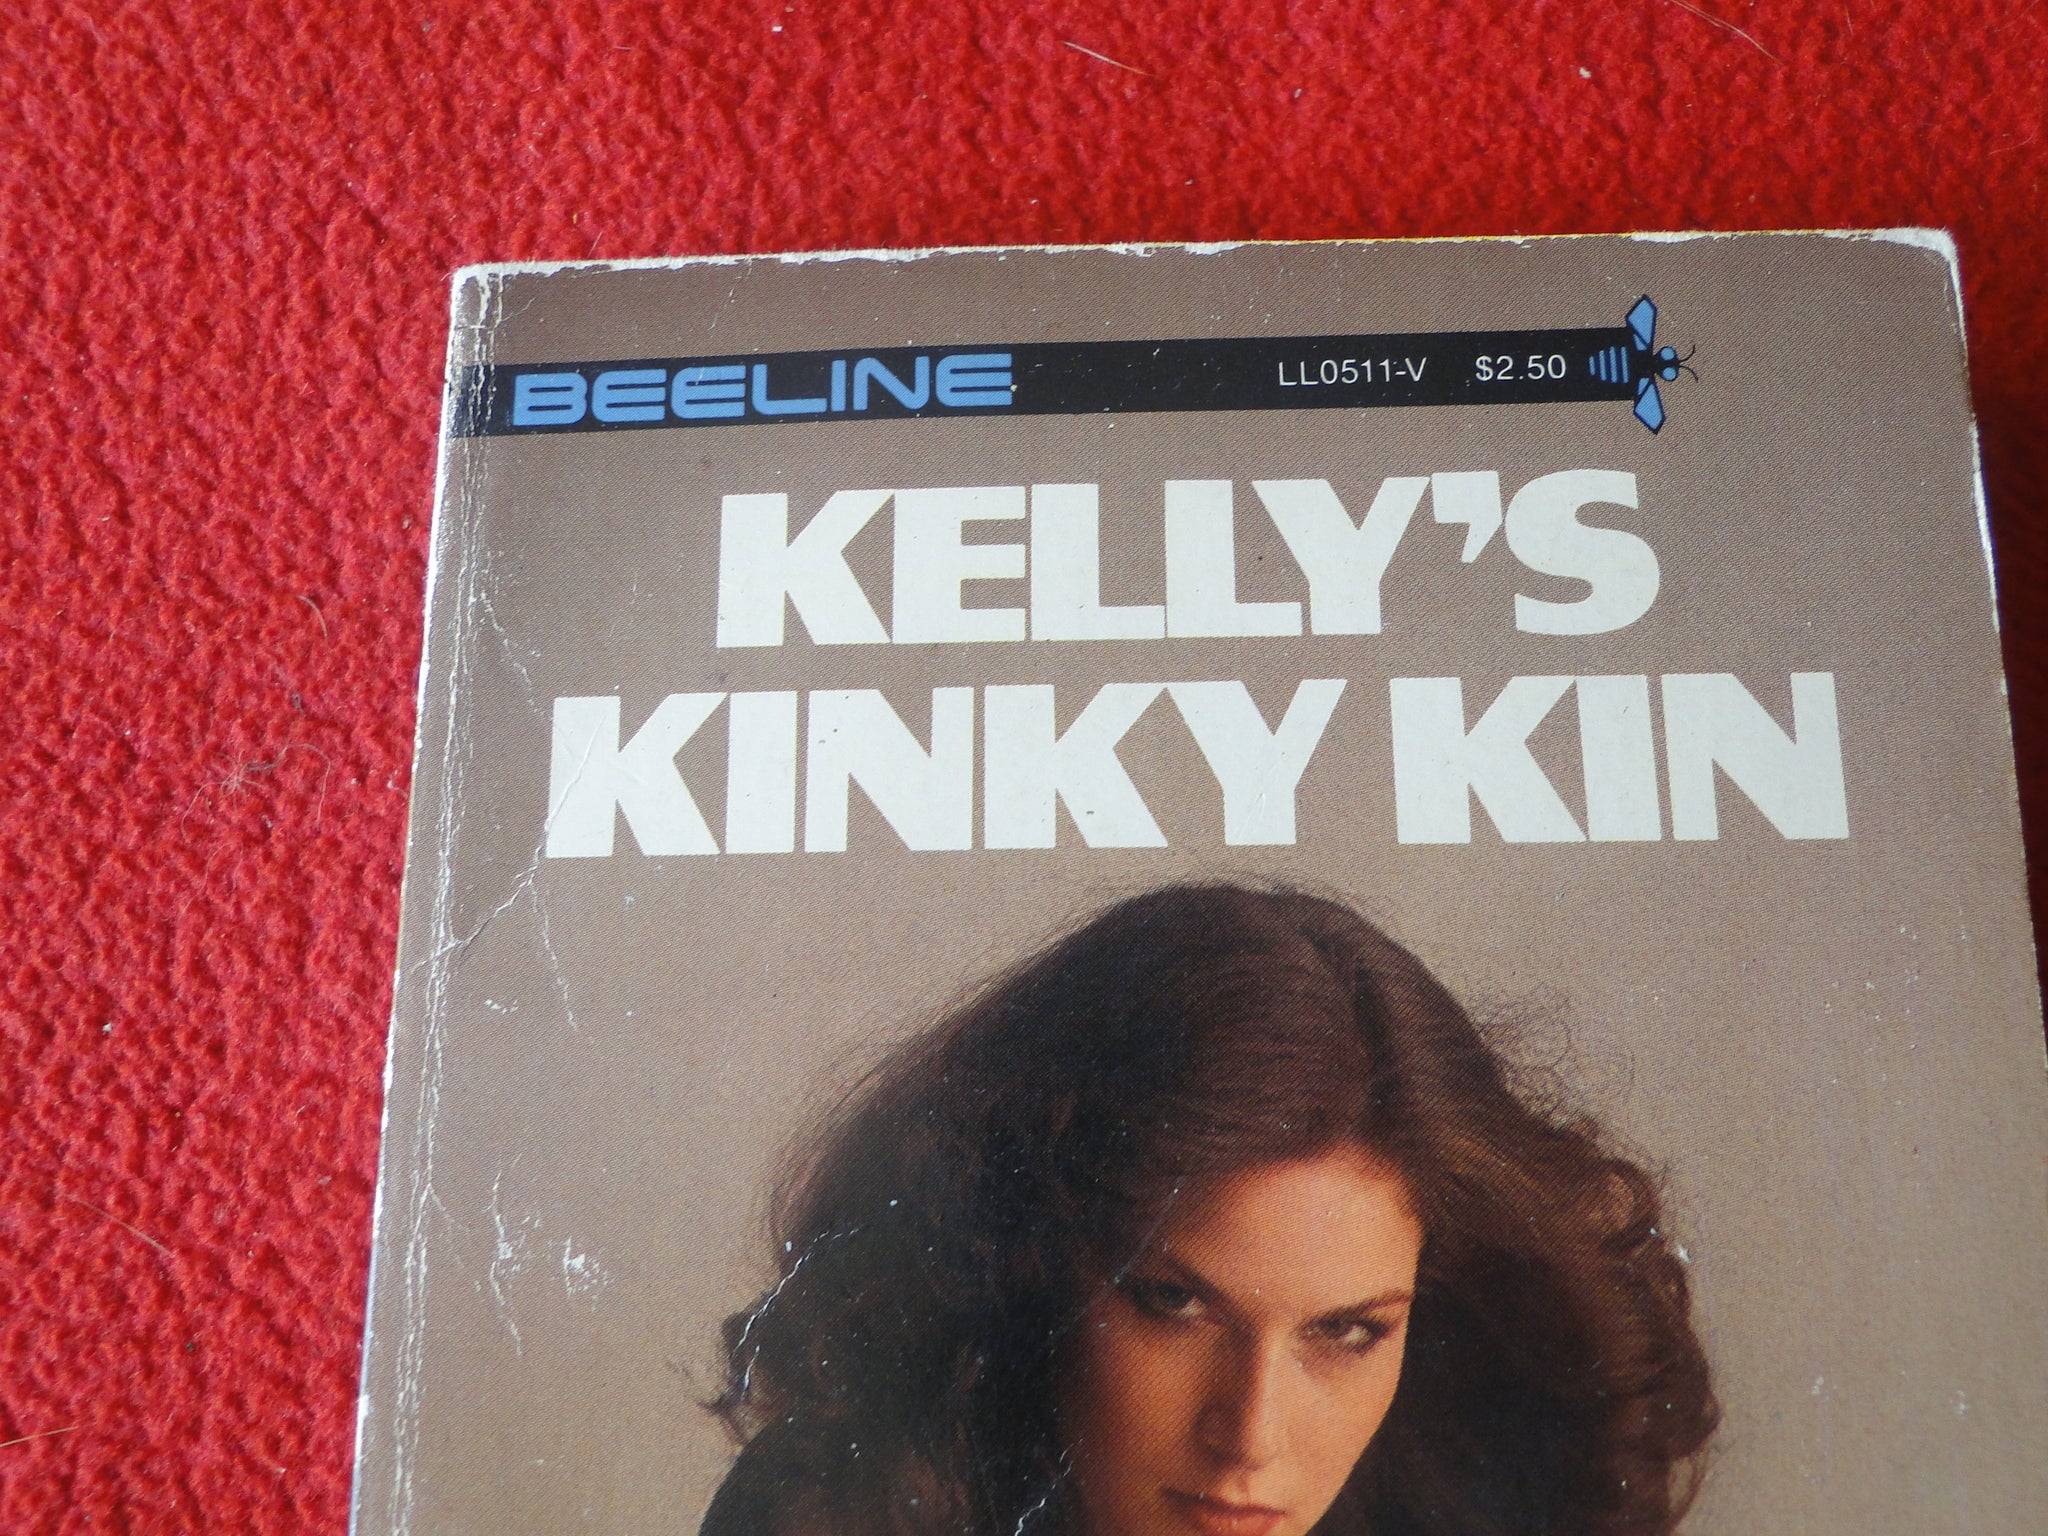 BEELINE LL0511-V $2.50
KELLY'S
KINKY KIN